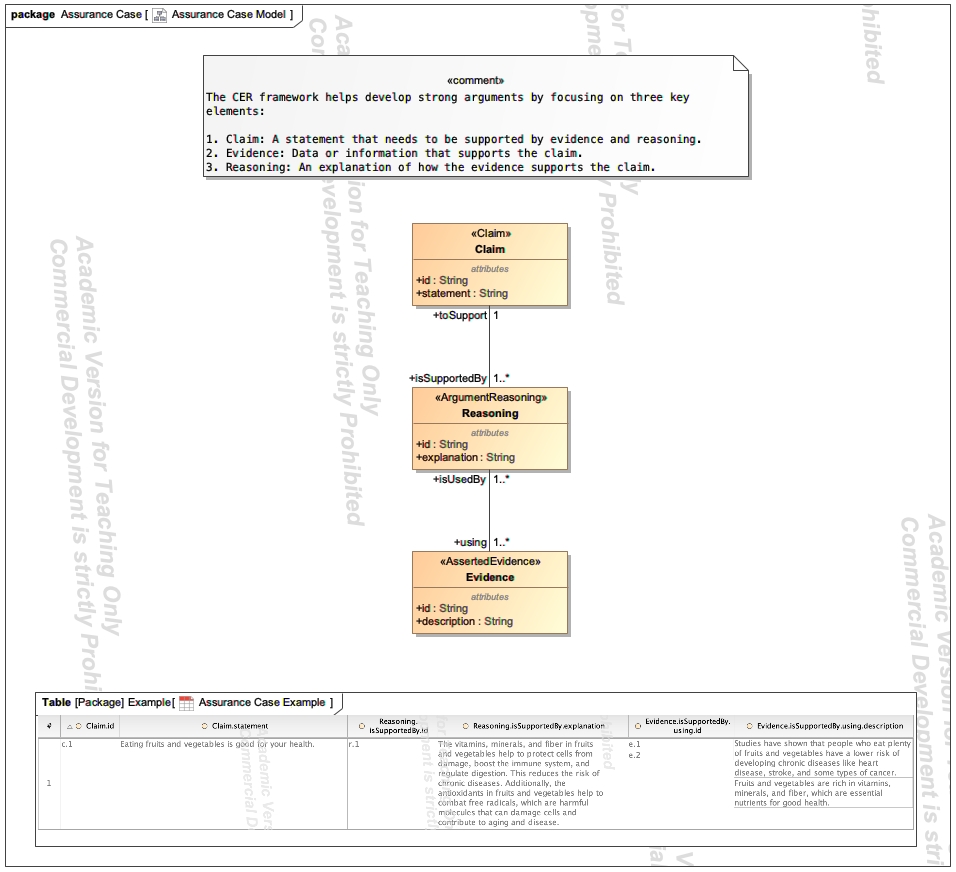 package Assurance Case [ Assurance Case Model ]
«comment»
The CER framework helps develop strong arguments by focusing on three key
elements:
1. Claim: A statement that needs to be supported by evidence and reasoning.
2. Evidence: Data or information that supports the claim.
3. Reasoning: An explanation of how the evidence supports the claim.
«Claim»
Claim
attributes
+id : String
+statement : String
+toSupport 1
+isSupportedBy 1..*
«ArgumentReasoning»
Reasoning
attributes
+id : String
+explanation : String
+isUsedBy 1..*
+using 1..*
«AssertedEvidence»
Evidence
attributes
+id : String
+description : String
Table [Package] Example[ Assurance Case Example ]
# Claim.id Claim.statement Reasoning.isSupportedBy.id Reasoning.isSupportedBy.explanation Evidence.isSupportedBy.using.id Evidence.isSupportedBy.using.description
1
c.1
Eating fruits and vegetables is good for your health.
r.1
The vitamins, minerals, and fiber in fruits
and vegetables help to protect cells from
damage, boost the immune system, and
regulate digestion. This reduces the risk of
chronic diseases. Additionally, the
antioxidants in fruits and vegetables help to
combat free radicals, which are harmful
molecules that can damage cells and
contribute to aging and disease.
e.1
e.2
Studies have shown that people who eat plenty
of fruits and vegetables have a lower risk of
developing chronic diseases like heart
disease, stroke, and some types of cancer.
Fruits and vegetables are rich in vitamins,
minerals, and fiber, which are essential
nutrients for good health.
Academic Version for Teaching Only
Commercial Development is strictly Prohi